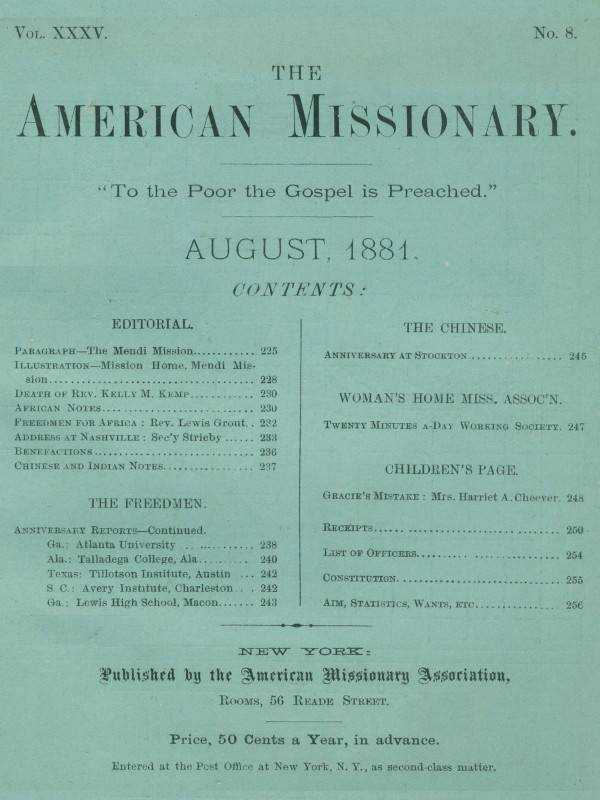 VOL. XXXV.
No. 8.
THE
AMERICAN MISSIONARY.
"To the Poor the Gospel is Preached."
AUGUST, 1881.
CONTENTS:
EDITORIAL.
PARAGRAPH—The Mendi Mission........... 225
ILLUSTRATION—Mission Home, Mendi Mis-
sion................................... 228
DEATH OF REV. KELLY M. KEMP........... 230
AFRICAN NOTES........................... 230
FREEDMEN FOR AFRICA: Rev. Lewis Grout.. 232
ADDRESS AT NASHVILLE: Sec'y Strieby...... 233
BENEFACTIONS............................ 236
CHINESE AND INDIAN NOTES................ 237
THE FREEDMEN.
ANNIVERSARY REPORTS—Continued.
Ga.: Atlanta University ............. 238
Ala.: Talladega College, Ala.......... 240
Texas: Tillotson Institute, Austin ... 242
S. C.: Avery Institute, Charleston... 242
Ga.: Lewis High School, Macon...... 243
THE CHINESE.
ANNIVERSARY AT STOCKTON ................ 245
WOMAN'S HOME MISS. ASSOC'N.
TWENTY MINUTES A-DAY WORKING SOCIETY. 247
CHILDREN'S PAGE.
GRACIE'S MISTAKE: Mrs. Harriet A. Cheever. 248
RECEIPTS................................ 250
LIST OF OFFICERS........................ 254
CONSTITUTION............................ 255
AIM, STATISTICS, WANTS, ETC............. 256
NEW YORK:
Published by the American Missionary Association,
ROOMS, 56 READE STREET.
Price, 50 Cents a Year, in advance.
Entered at the Post Office at New York, N. Y., as second-class matter.